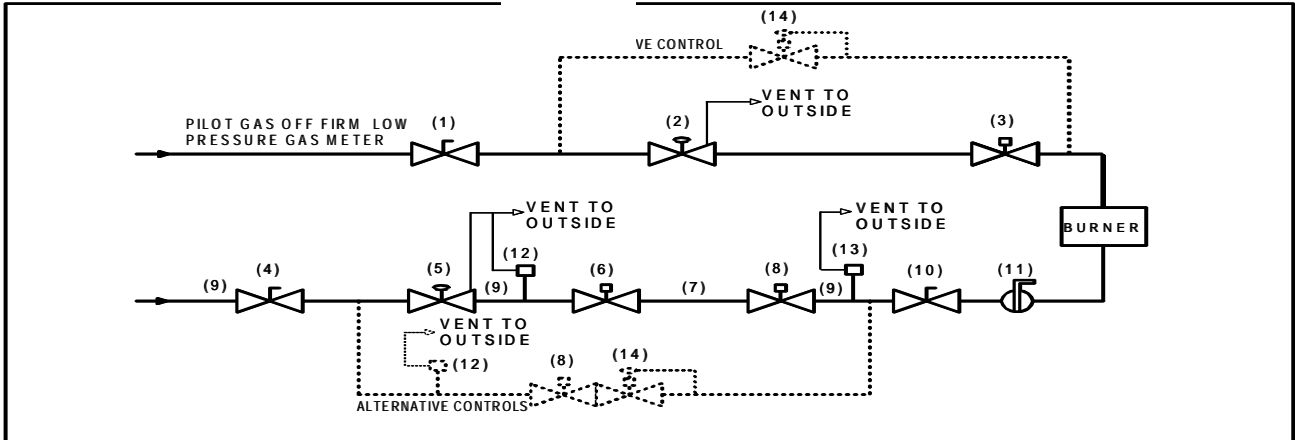 (14)
VE CONTROL
VENT TO
OUTSIDE
PILOT GAS OFF FIRM LOW
PRESSURE GAS METER
(1)
(2)
(3)
VENT TO
OUTSIDE
VENT TO
OUTSIDE
BURNER
(9)
(4)
(5)
(9)
(12)
(6)
(7)
(8)
(9)
(13)
(10)
(11)
VENT TO
OUTSIDE
(12)
(8)
(14)
ALTERNATIVE CONTROLS